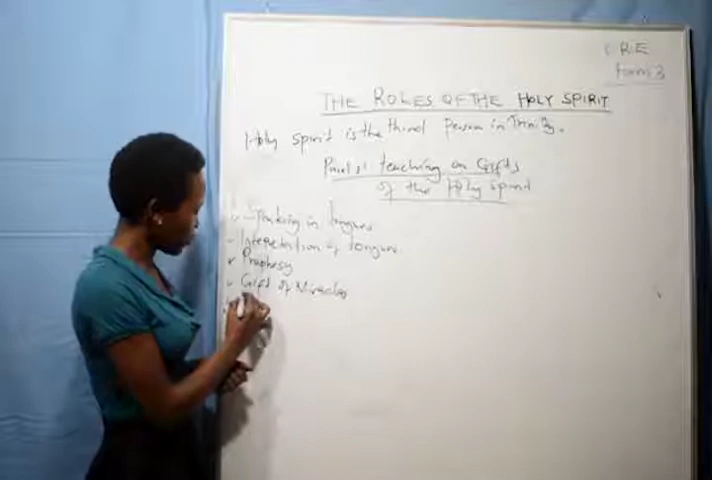 C.R.E
Form 3
THE ROLES OF THE HOLY SPIRIT
Holy spirit is the third Person in Trinity.
Paul's' teaching on Gifts
of the Holy spirit
- Speaking in tongues
- Intepretation of tongues.
Prophesy
- Gift of Miracles